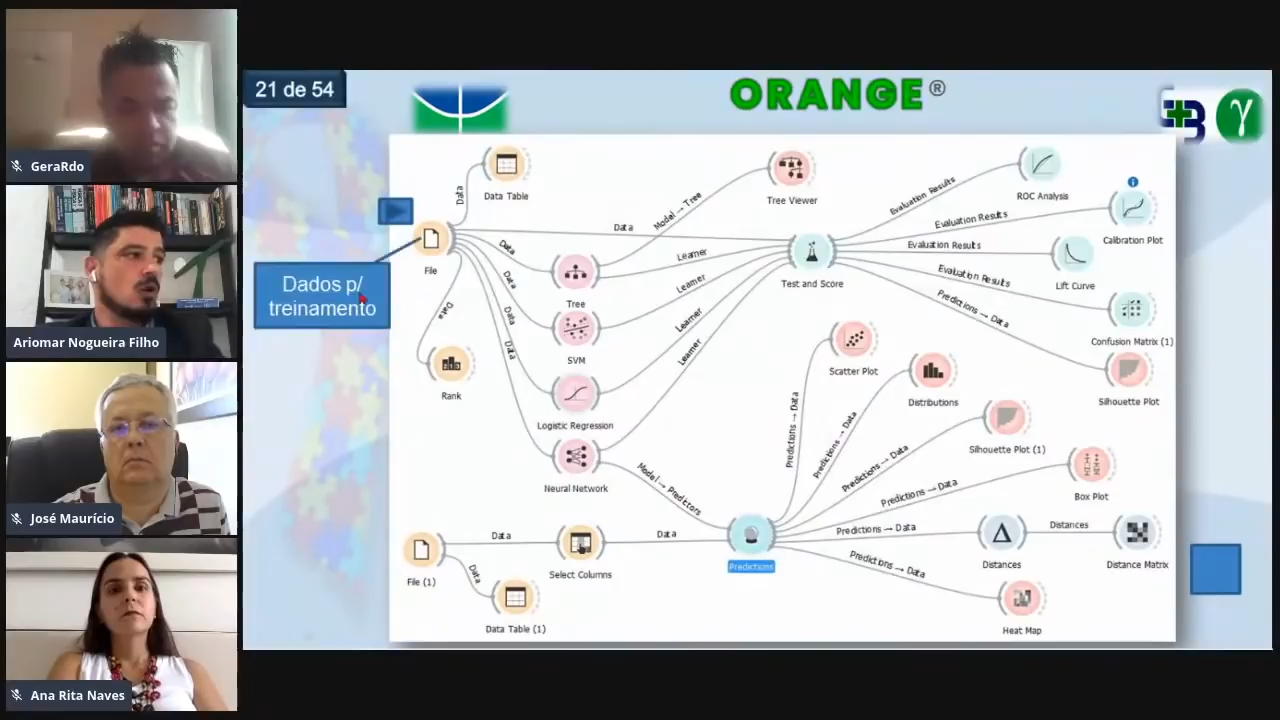 GeraRdo
Ariomar Nogueira Filho
José Maurício
Ana Rita Naves
21 de 54
ORANGE®
B
γ
Dados p/
treinamento
File
Data
Data Table
Data
Rank
Data
Data
Tree
Data
SVM
Data
Logistic Regression
Data
Neural Network
Model → Tree
Tree Viewer
Learner
Learner
Learner
Learner
Test and Score
Evaluation Results
ROC Analysis
Evaluation Results
Calibration Plot
Evaluation Results
Lift Curve
Evaluation Results
Confusion Matrix (1)
Predictions → Data
Silhouette Plot
Model → Predictors
File (1)
Data
Data Table (1)
Data
Select Columns
Data
Predictions
Predictions → Data
Scatter Plot
Predictions → Data
Distributions
Predictions → Data
Silhouette Plot (1)
Predictions → Data
Box Plot
Predictions → Data
Distances
Distances
Distance Matrix
Predictions → Data
Heat Map